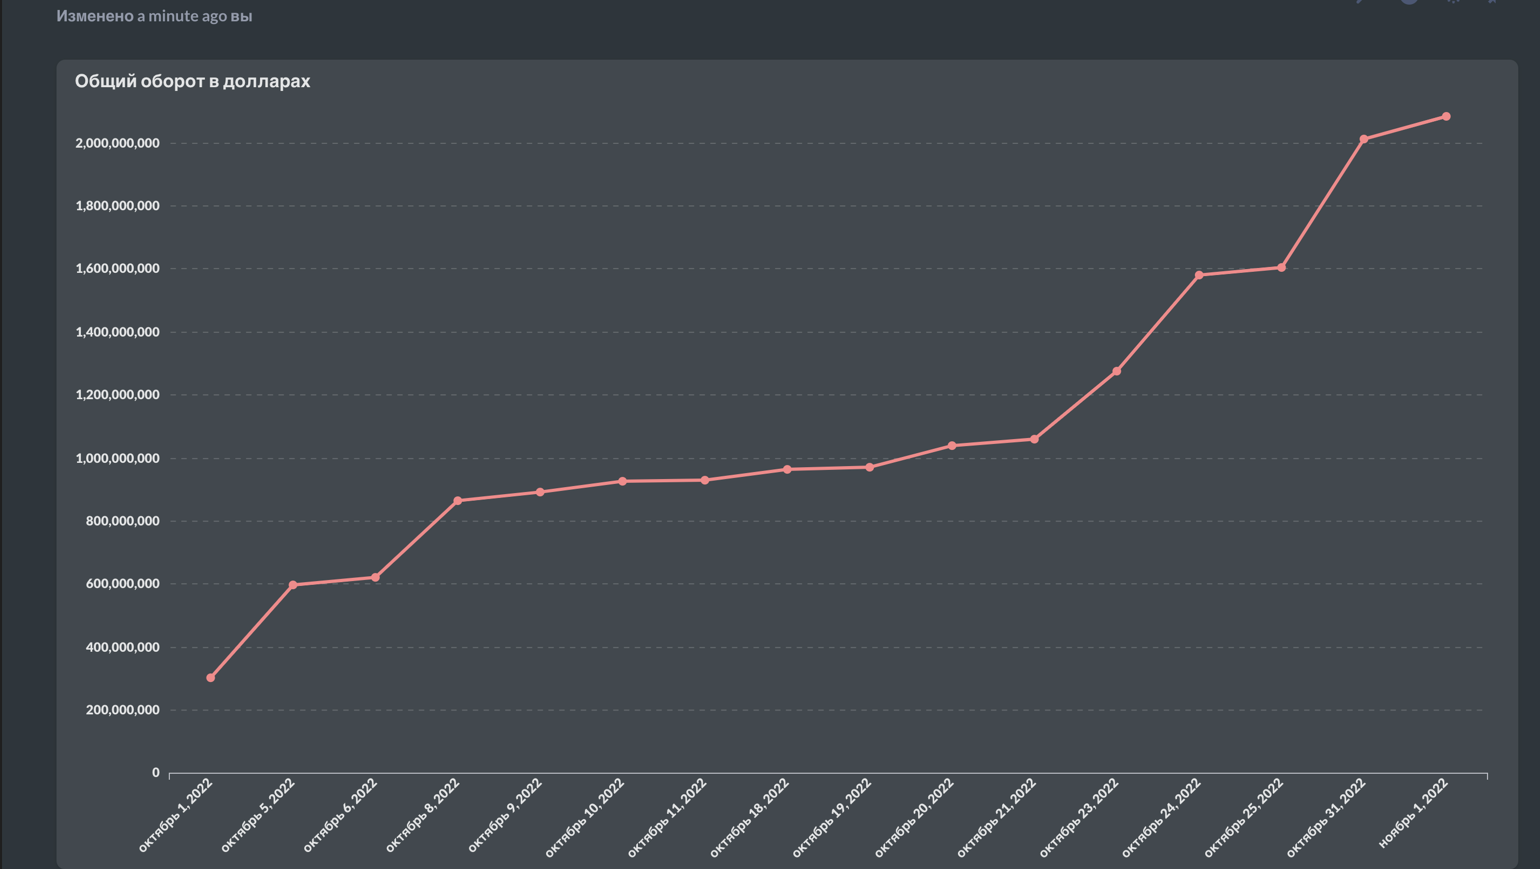 Изменено a minute ago вы
Общий оборот в долларах
2,000,000,000
1,800,000,000
1,600,000,000
1,400,000,000
1,200,000,000
1,000,000,000
800,000,000
600,000,000
400,000,000
200,000,000
0
октябрь 1, 2022
октябрь 5, 2022
октябрь 6, 2022
октябрь 8, 2022
октябрь 9, 2022
октябрь 10, 2022
октябрь 11, 2022
октябрь 18, 2022
октябрь 19, 2022
октябрь 20, 2022
октябрь 21, 2022
октябрь 23, 2022
октябрь 24, 2022
октябрь 25, 2022
октябрь 31, 2022
ноябрь 1, 2022